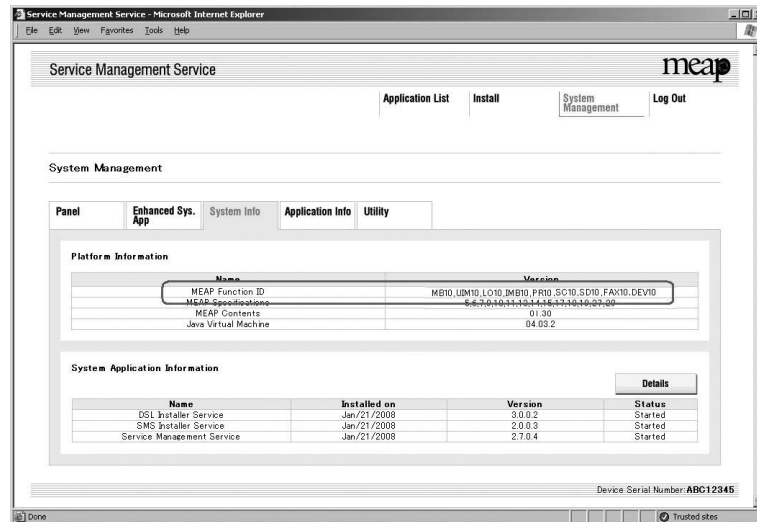 Service Management Service - Microsoft Internet Explorer
File Edit View Favorites Tools Help
Service Management Service
meap
Application List Install System Management Log Out
System Management
Panel Enhanced Sys. App System Info Application Info Utility
Platform Information
Name Version
MEAP Function ID MB10,UIM10,LO10,IMB10,PR10,SC10,SD10,FAX10,DEV10
MEAP Specifications
MEAP Contents 01.30
Java Virtual Machine 04.03.2
System Application Information
Details
Name Installed on Version Status
DSL Installer Service Jan/21/2008 3.0.0.2 Started
SMS Installer Service Jan/21/2008 2.0.0.3 Started
Service Management Service Jan/21/2008 2.7.0.4 Started
Device Serial Number:ABC12345
Done Trusted sites